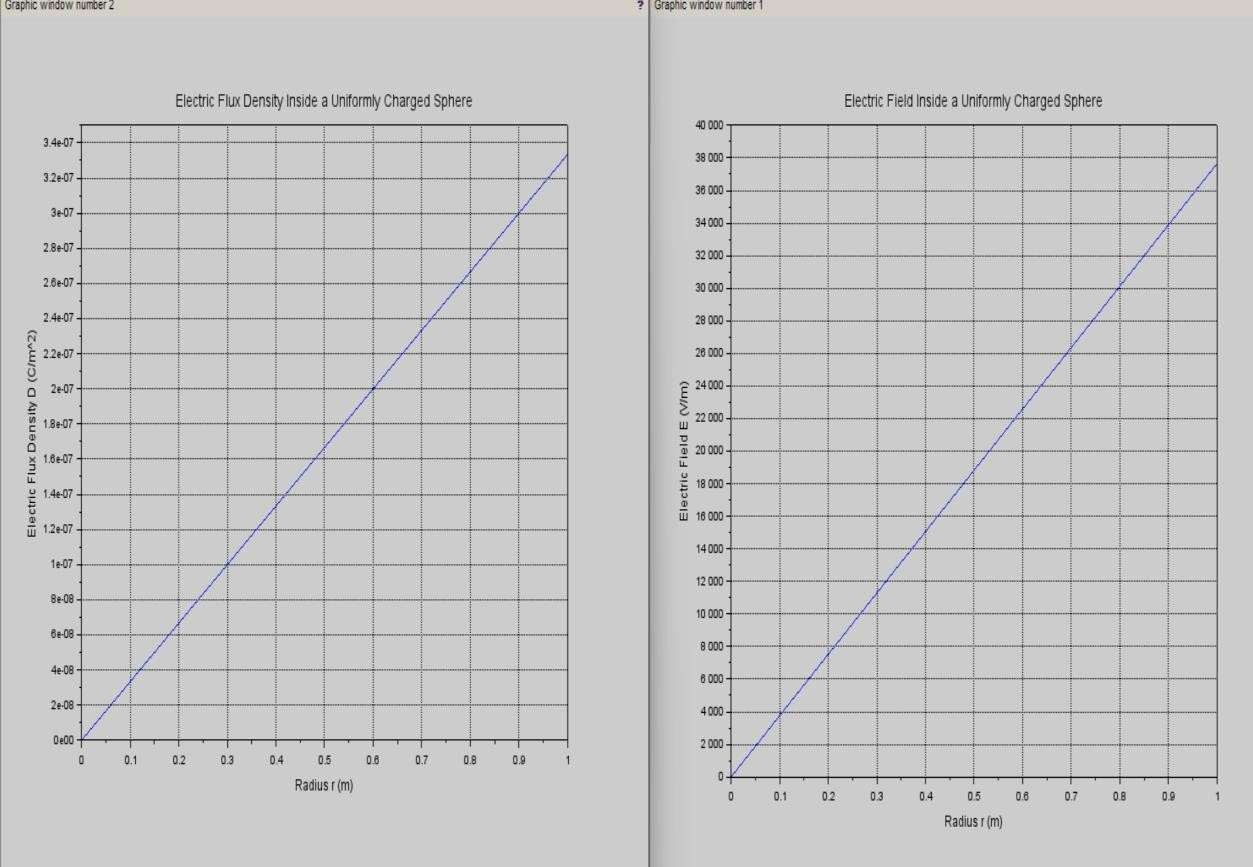 Graphic window number 2
?
Electric Flux Density Inside a Uniformly Charged Sphere
Electric Flux Density D (C/m^2)
3.4e-07
3.2e-07
3e-07
2.8e-07
2.6e-07
2.4e-07
2.2e-07
2e-07
1.8e-07
1.6e-07
1.4e-07
1.2e-07
1e-07
8e-08
6e-08
4e-08
2e-08
0e00
0 0.1 0.2 0.3 0.4 0.5 0.6 0.7 0.8 0.9 1
Radius r (m)
Graphic window number 1
Electric Field Inside a Uniformly Charged Sphere
Electric Field E (V/m)
40 000
38 000
36 000
34 000
32 000
30 000
28 000
26 000
24 000
22 000
20 000
18 000
16 000
14 000
12 000
10 000
8 000
6 000
4 000
2 000
0
0 0.1 0.2 0.3 0.4 0.5 0.6 0.7 0.8 0.9 1
Radius r (m)